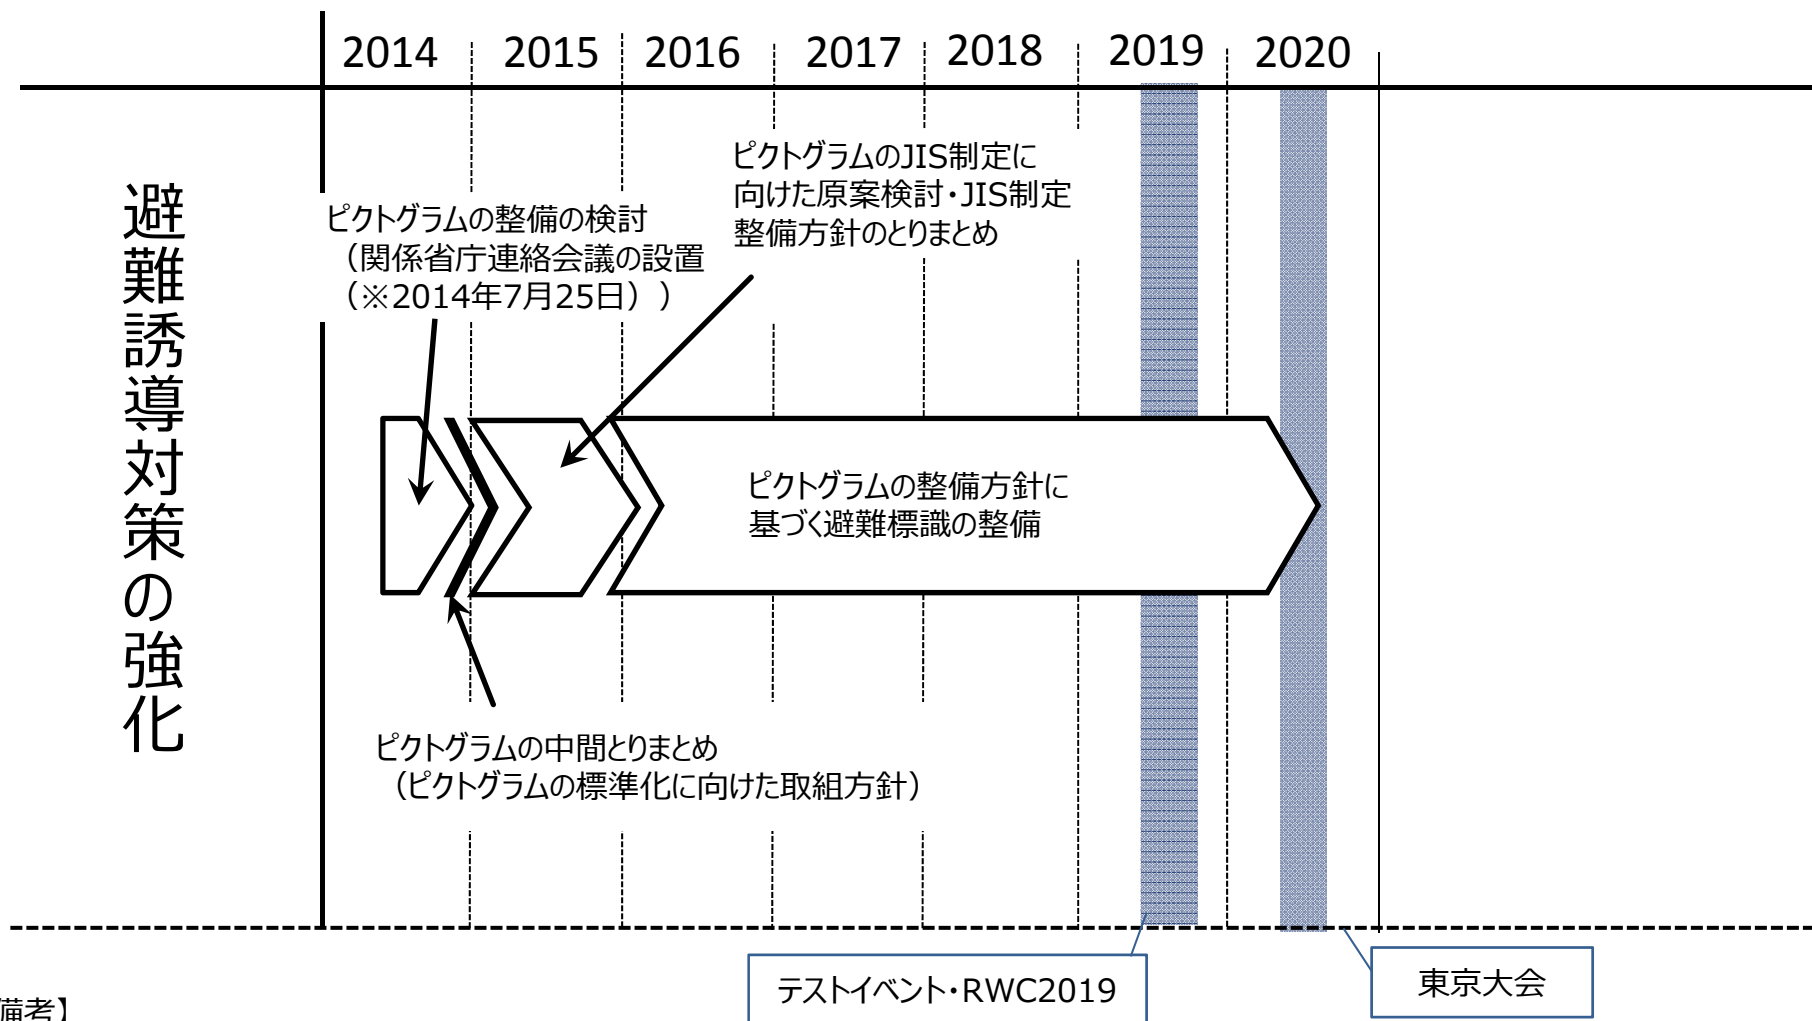 2014 2015 2016 2017 2018 2019 2020
避難誘導対策の強化
ピクトグラムのJIS制定に
向けた原案検討・JIS制定
整備方針のとりまとめ
ピクトグラムの整備の検討
（関係省庁連絡会議の設置
（※2014年7月25日））
ピクトグラムの整備方針に
基づく避難標識の整備
ピクトグラムの中間とりまとめ
（ピクトグラムの標準化に向けた取組方針）
テストイベント・RWC2019
東京大会
備考】